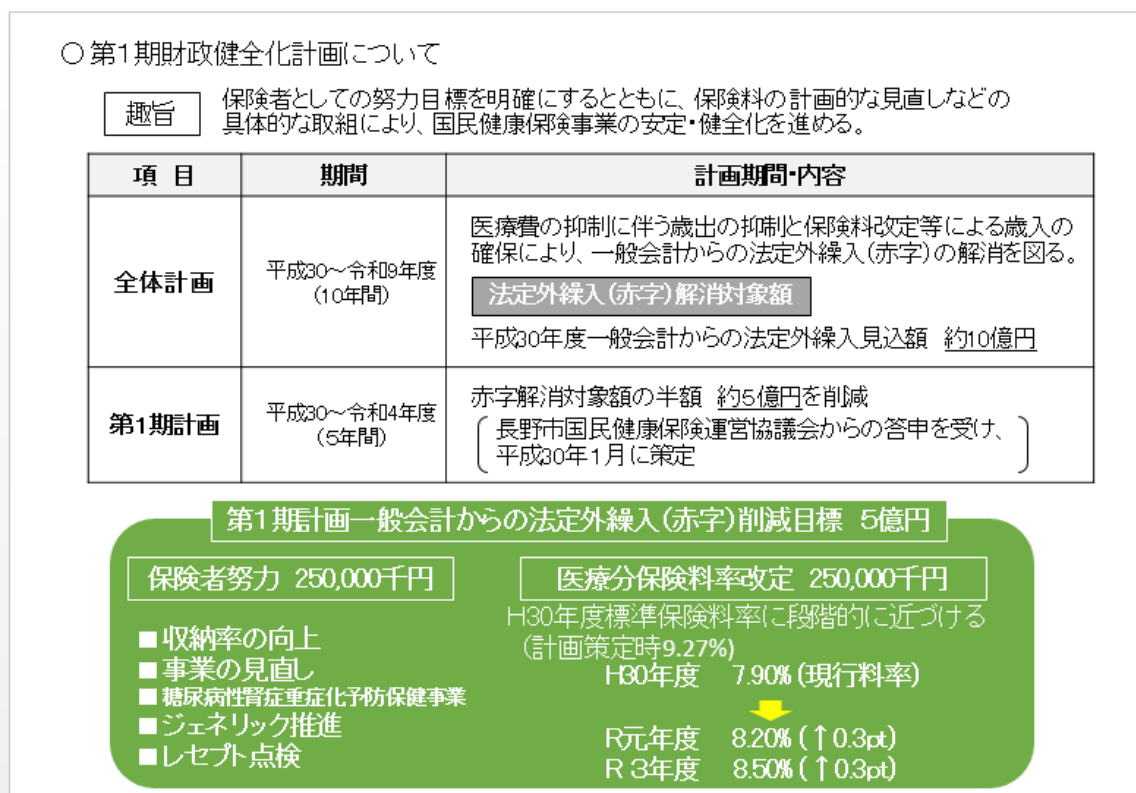 ○第1期財政健全化計画について
趣旨
保険者としての努力目標を明確にするとともに、保険料の計画的な見直しなどの
具体的な取組により、国民健康保険事業の安定・健全化を進める。
項 目 期間 計画期間・内容
全体計画
平成30～令和9年度
(10年間)
医療費の抑制に伴う歳出の抑制と保険料改定等による歳入の
確保により、一般会計からの法定外繰入(赤字)の解消を図る。
法定外繰入(赤字)解消対象額
平成30年度一般会計からの法定外繰入見込額 約10億円
第1期計画
平成30～令和4年度
(5年間)
赤字解消対象額の半額 約5億円を削減
長野市国民健康保険運営協議会からの答申を受け、
平成30年1月に策定
第1期計画一般会計からの法定外繰入(赤字)削減目標 5億円
保険者努力 250,000千円
■収納率の向上
■事業の見直し
■糖尿病性腎症重症化予防保健事業
■ジェネリック推進
■レセプト点検
医療分保険料率改定 250,000千円
H30年度標準保険料率に段階的に近づける
(計画策定時9.27%)
H30年度 7.90%(現行料率)
R元年度 8.20%(↑0.3pt)
R 3年度 8.50%(↑0.3pt)